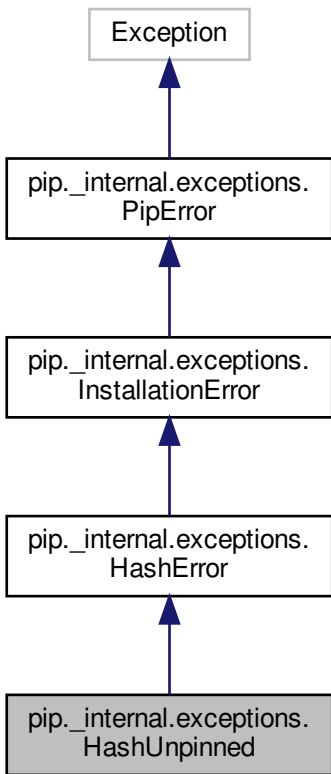 Exception
pip._internal.exceptions.
PipError
pip._internal.exceptions.
InstallationError
pip._internal.exceptions.
HashError
pip._internal.exceptions.
HashUnpinned